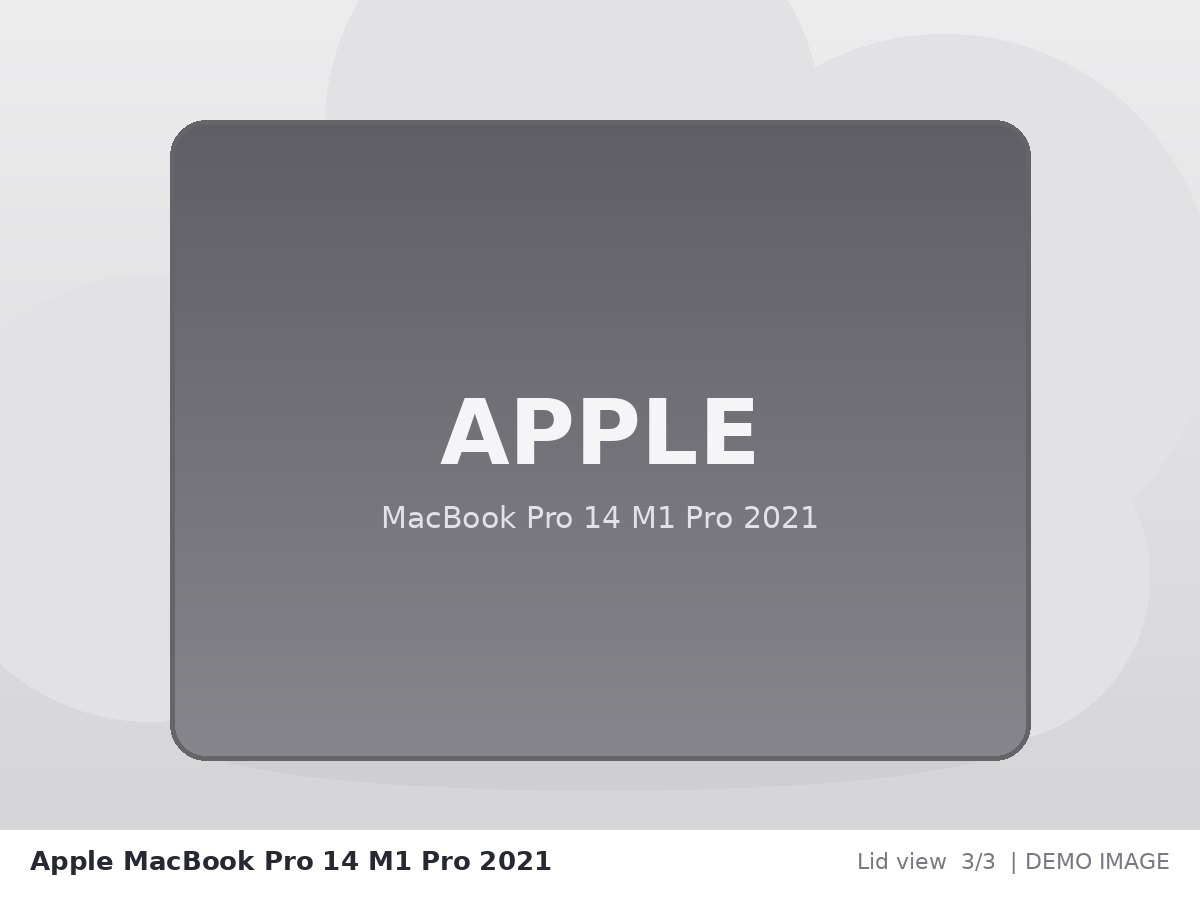 APPLE
MacBook Pro 14 M1 Pro 2021
Apple MacBook Pro 14 M1 Pro 2021
Lid view 3/3 | DEMO IMAGE